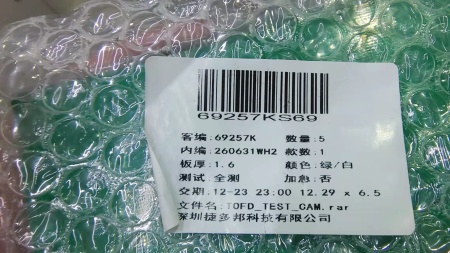 69257KS69
客编:69257K 数量:5
内编:260631WH2 款数:1
板厚:1.6 颜色:绿/白
测试 全测 加急:否
交期:12-23 23:00 12.29 x 6.5
文件名:TOFD_TEST_CAM.rar
深圳捷多邦科技有限公司